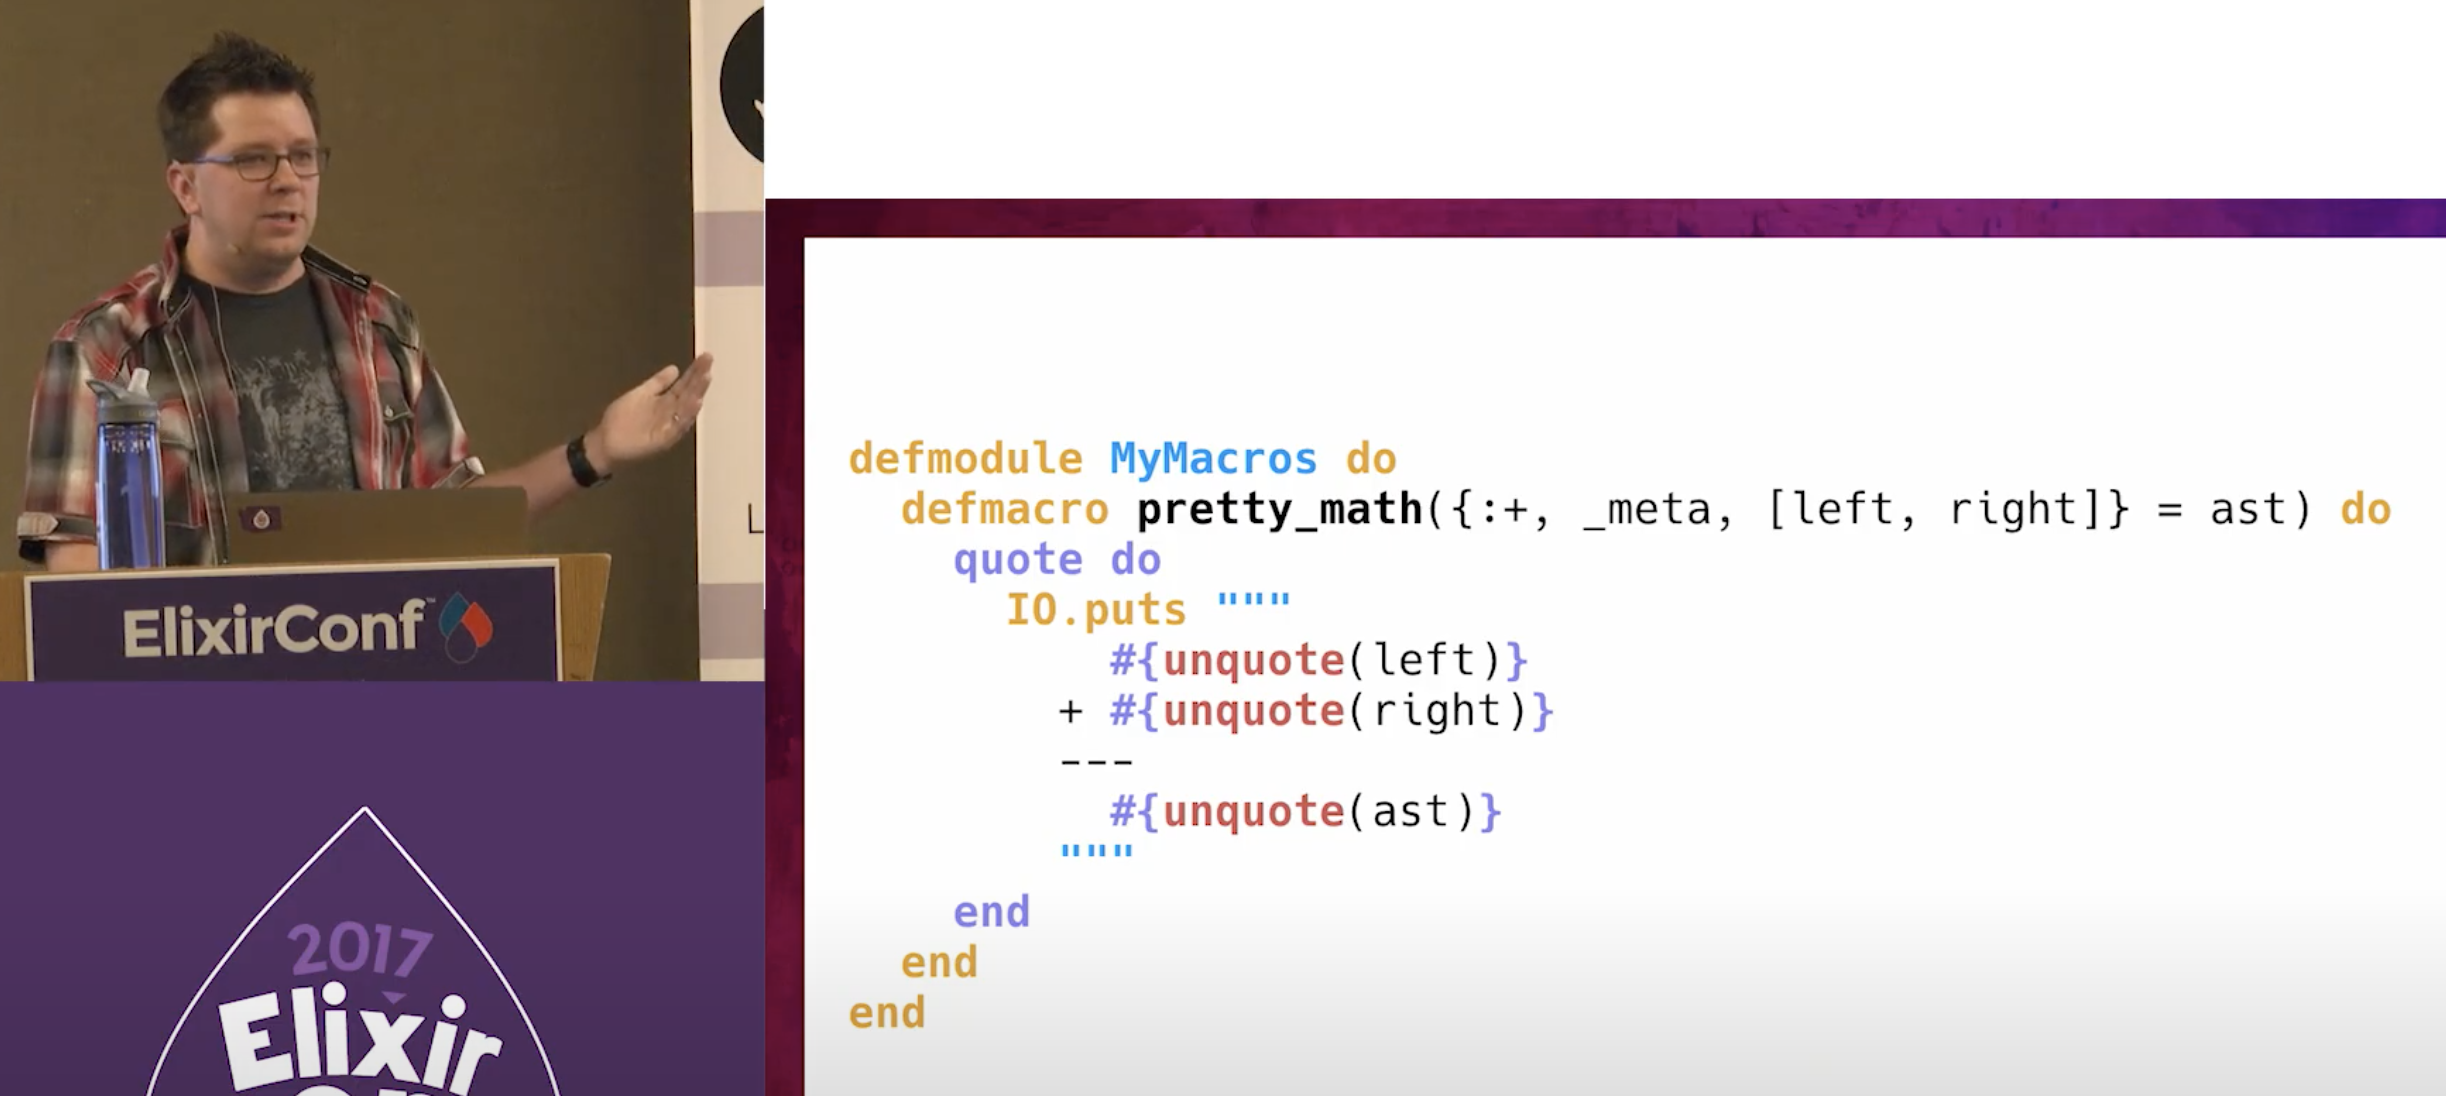 L
ElixirConf™
2017
Elixir
defmodule MyMacros do
  defmacro pretty_math({:+, _meta, [left, right]} = ast) do
    quote do
      IO.puts """
          #{unquote(left)}
        + #{unquote(right)}
        ---
          #{unquote(ast)}
        """
    end
  end
end